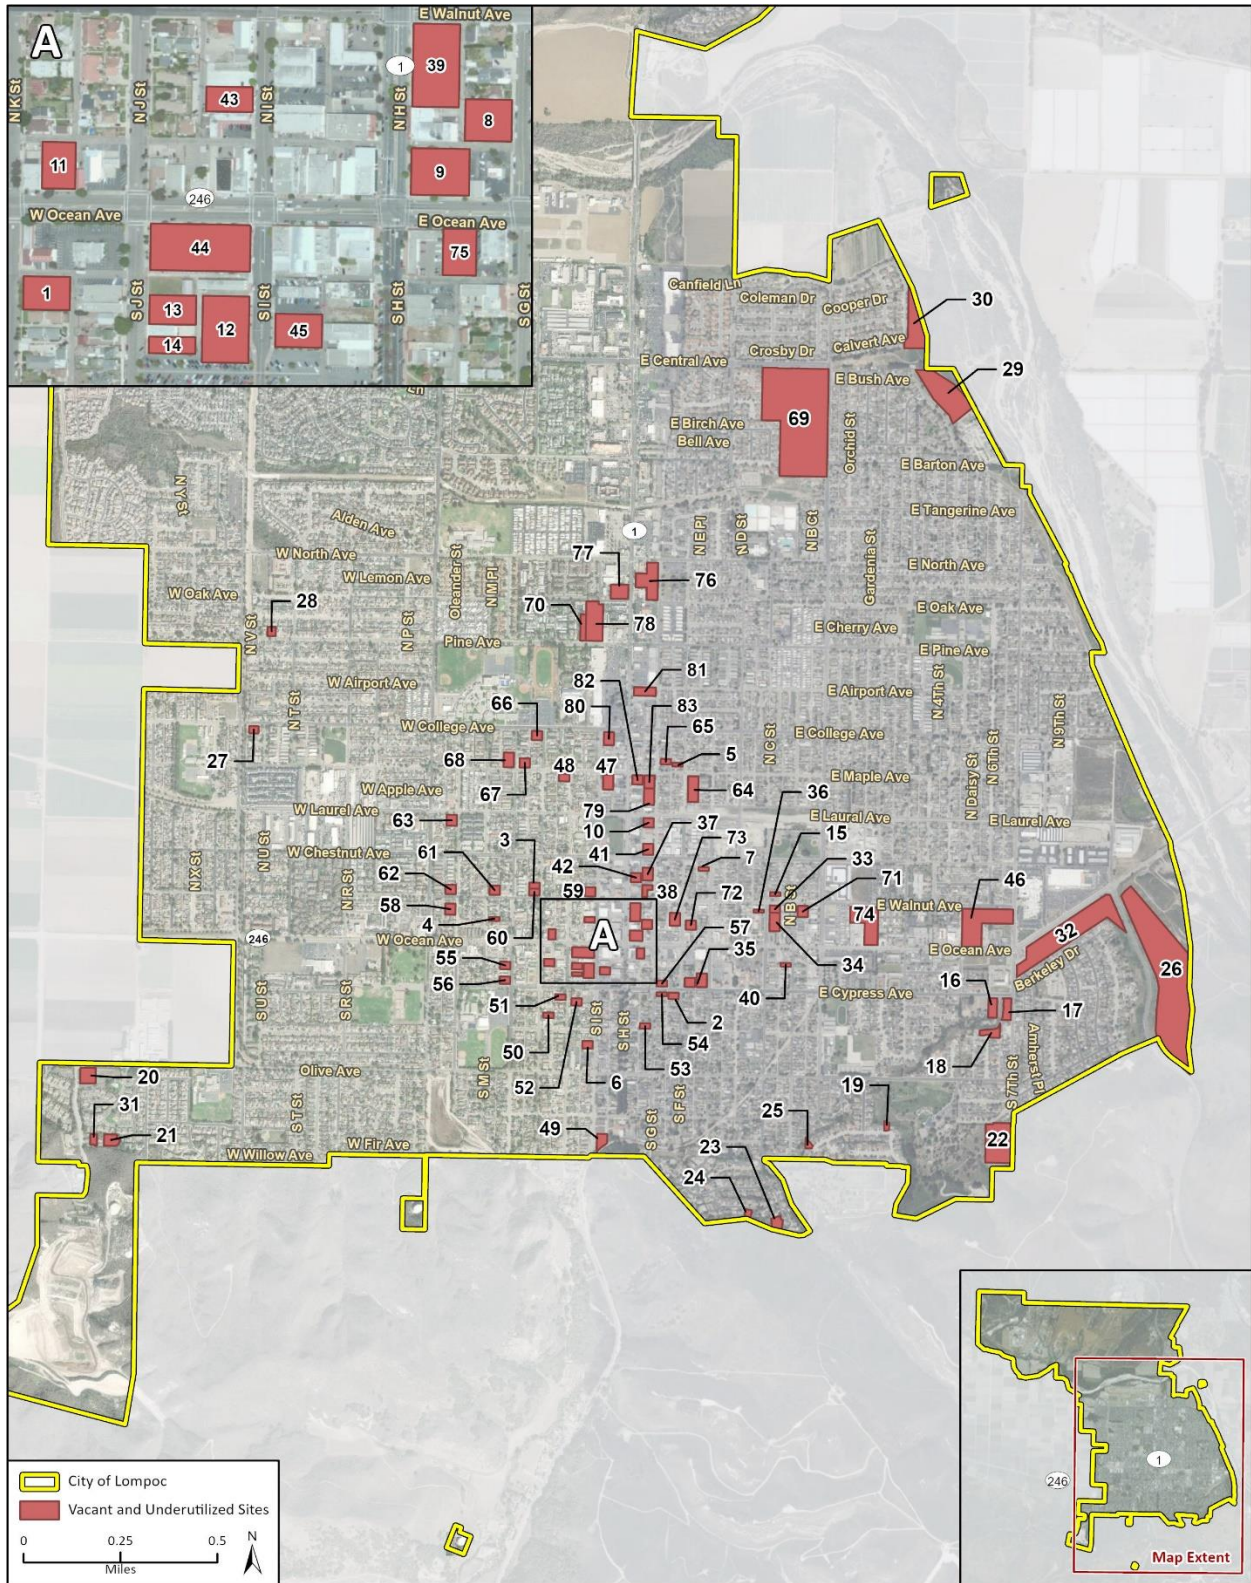 A
E Walnut Ave
N K St
N J St
N I St
N H St
1
39
43
8
11
9
246
W Ocean Ave
E Ocean Ave
44
75
1
13
12
14
45
S J St
S I St
S H St
S G St
Ln
Canfield Ln
Coleman Dr
Cooper Dr
30
E Central Ave
Crosby Dr
Calvert Ave
29
E Bush Ave
E Birch Ave
Bell Ave
69
Orchid St
E Barton Ave
N Y St
Alden Ave
1
N E Pl
N D St
N B Ct
E Tangerine Ave
W North Ave
77
W Lemon Ave
Oleander St
N M Pl
76
E North Ave
Gardenia St
W Oak Ave
28
70
78
E Oak Ave
N V St
N P St
Pine Ave
E Cherry Ave
E Pine Ave
W Airport Ave
81
N T St
82
E Airport Ave
N 4Th St
66
80
83
W College Ave
65
N C St
E College Ave
N 6Th St
N 9Th St
27
68
48
47
5
N Daisy St
E Maple Ave
W Apple Ave
67
64
36
W Laurel Ave
79
E Laural Ave
E Laurel Ave
63
3
10
37
15
N U St
W Chestnut Ave
41
73
33
61
42
7
N X St
62
59
38
72
71
46
N R St
N B St
E Walnut Ave
58
74
4
60
57
32
246
W Ocean Ave
A
35
34
E Ocean Ave
26
55
40
Berkeley Dr
56
E Cypress Ave
16
S U St
S R St
51
S I St
S H St
2
17
50
54
18
Amherst Pl
Olive Ave
S M St
52
6
53
S 7Th St
20
S T St
19
S F St
25
31
21
W Fir Ave
49
S G St
23
22
W Willow Ave
24
City of Lompoc
Vacant and Underutilized Sites
0 0.25 0.5
Miles
N
246
1
Map Extent